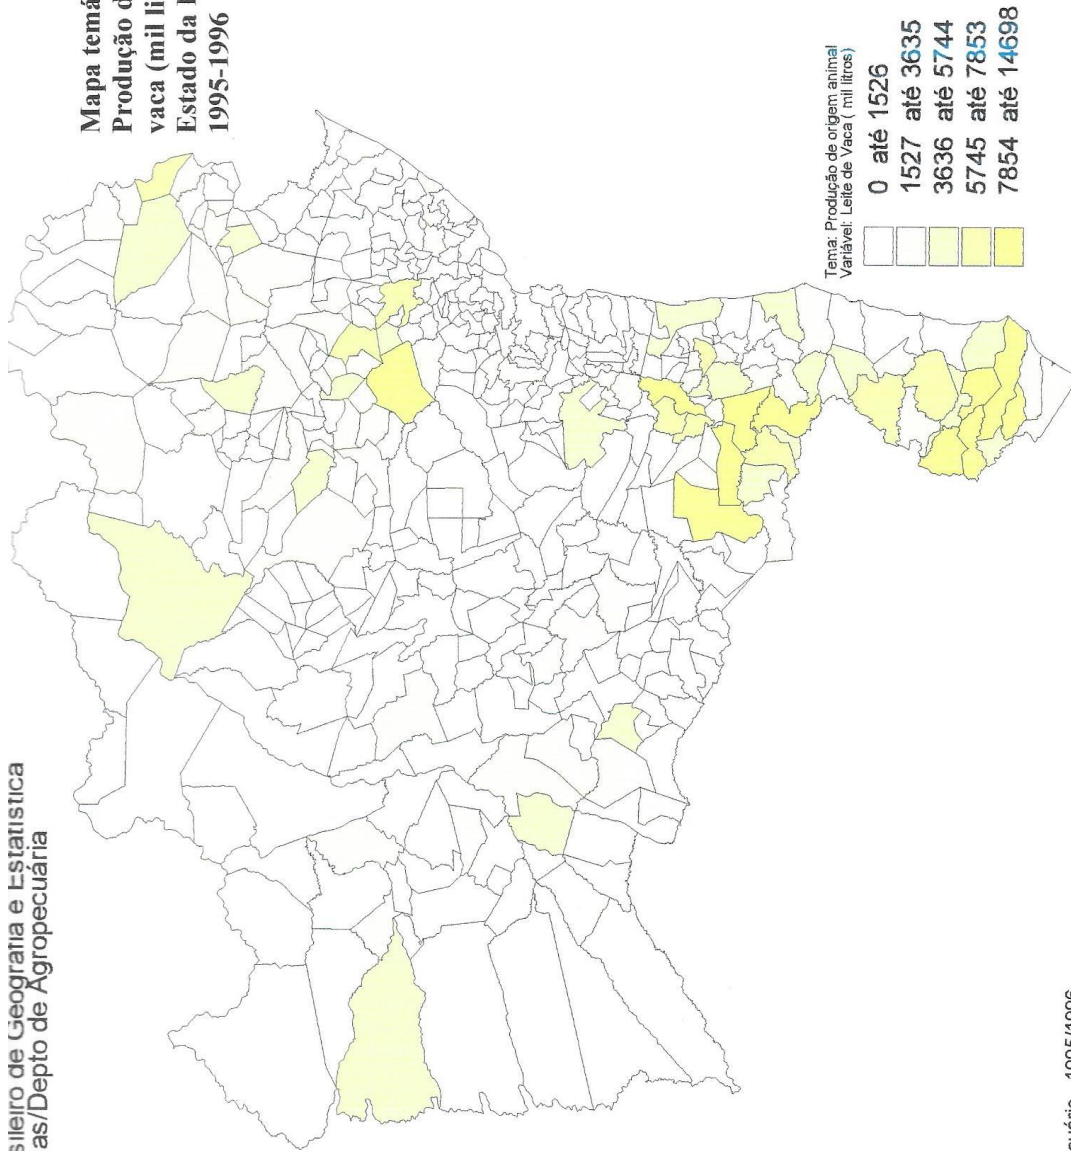 sileiro de Geografia e Estatística
as/Depto de Agropecuária
Mapa temá
Produção d
vaca (mil li
Estado da
1995-1996
Tema: Produção de origem animal
Variável: Leite de Vaca ( mil litros)
0 até 1526
1527 até 3635
3636 até 5744
5745 até 7853
7854 até 14698
cuário 1995/1996